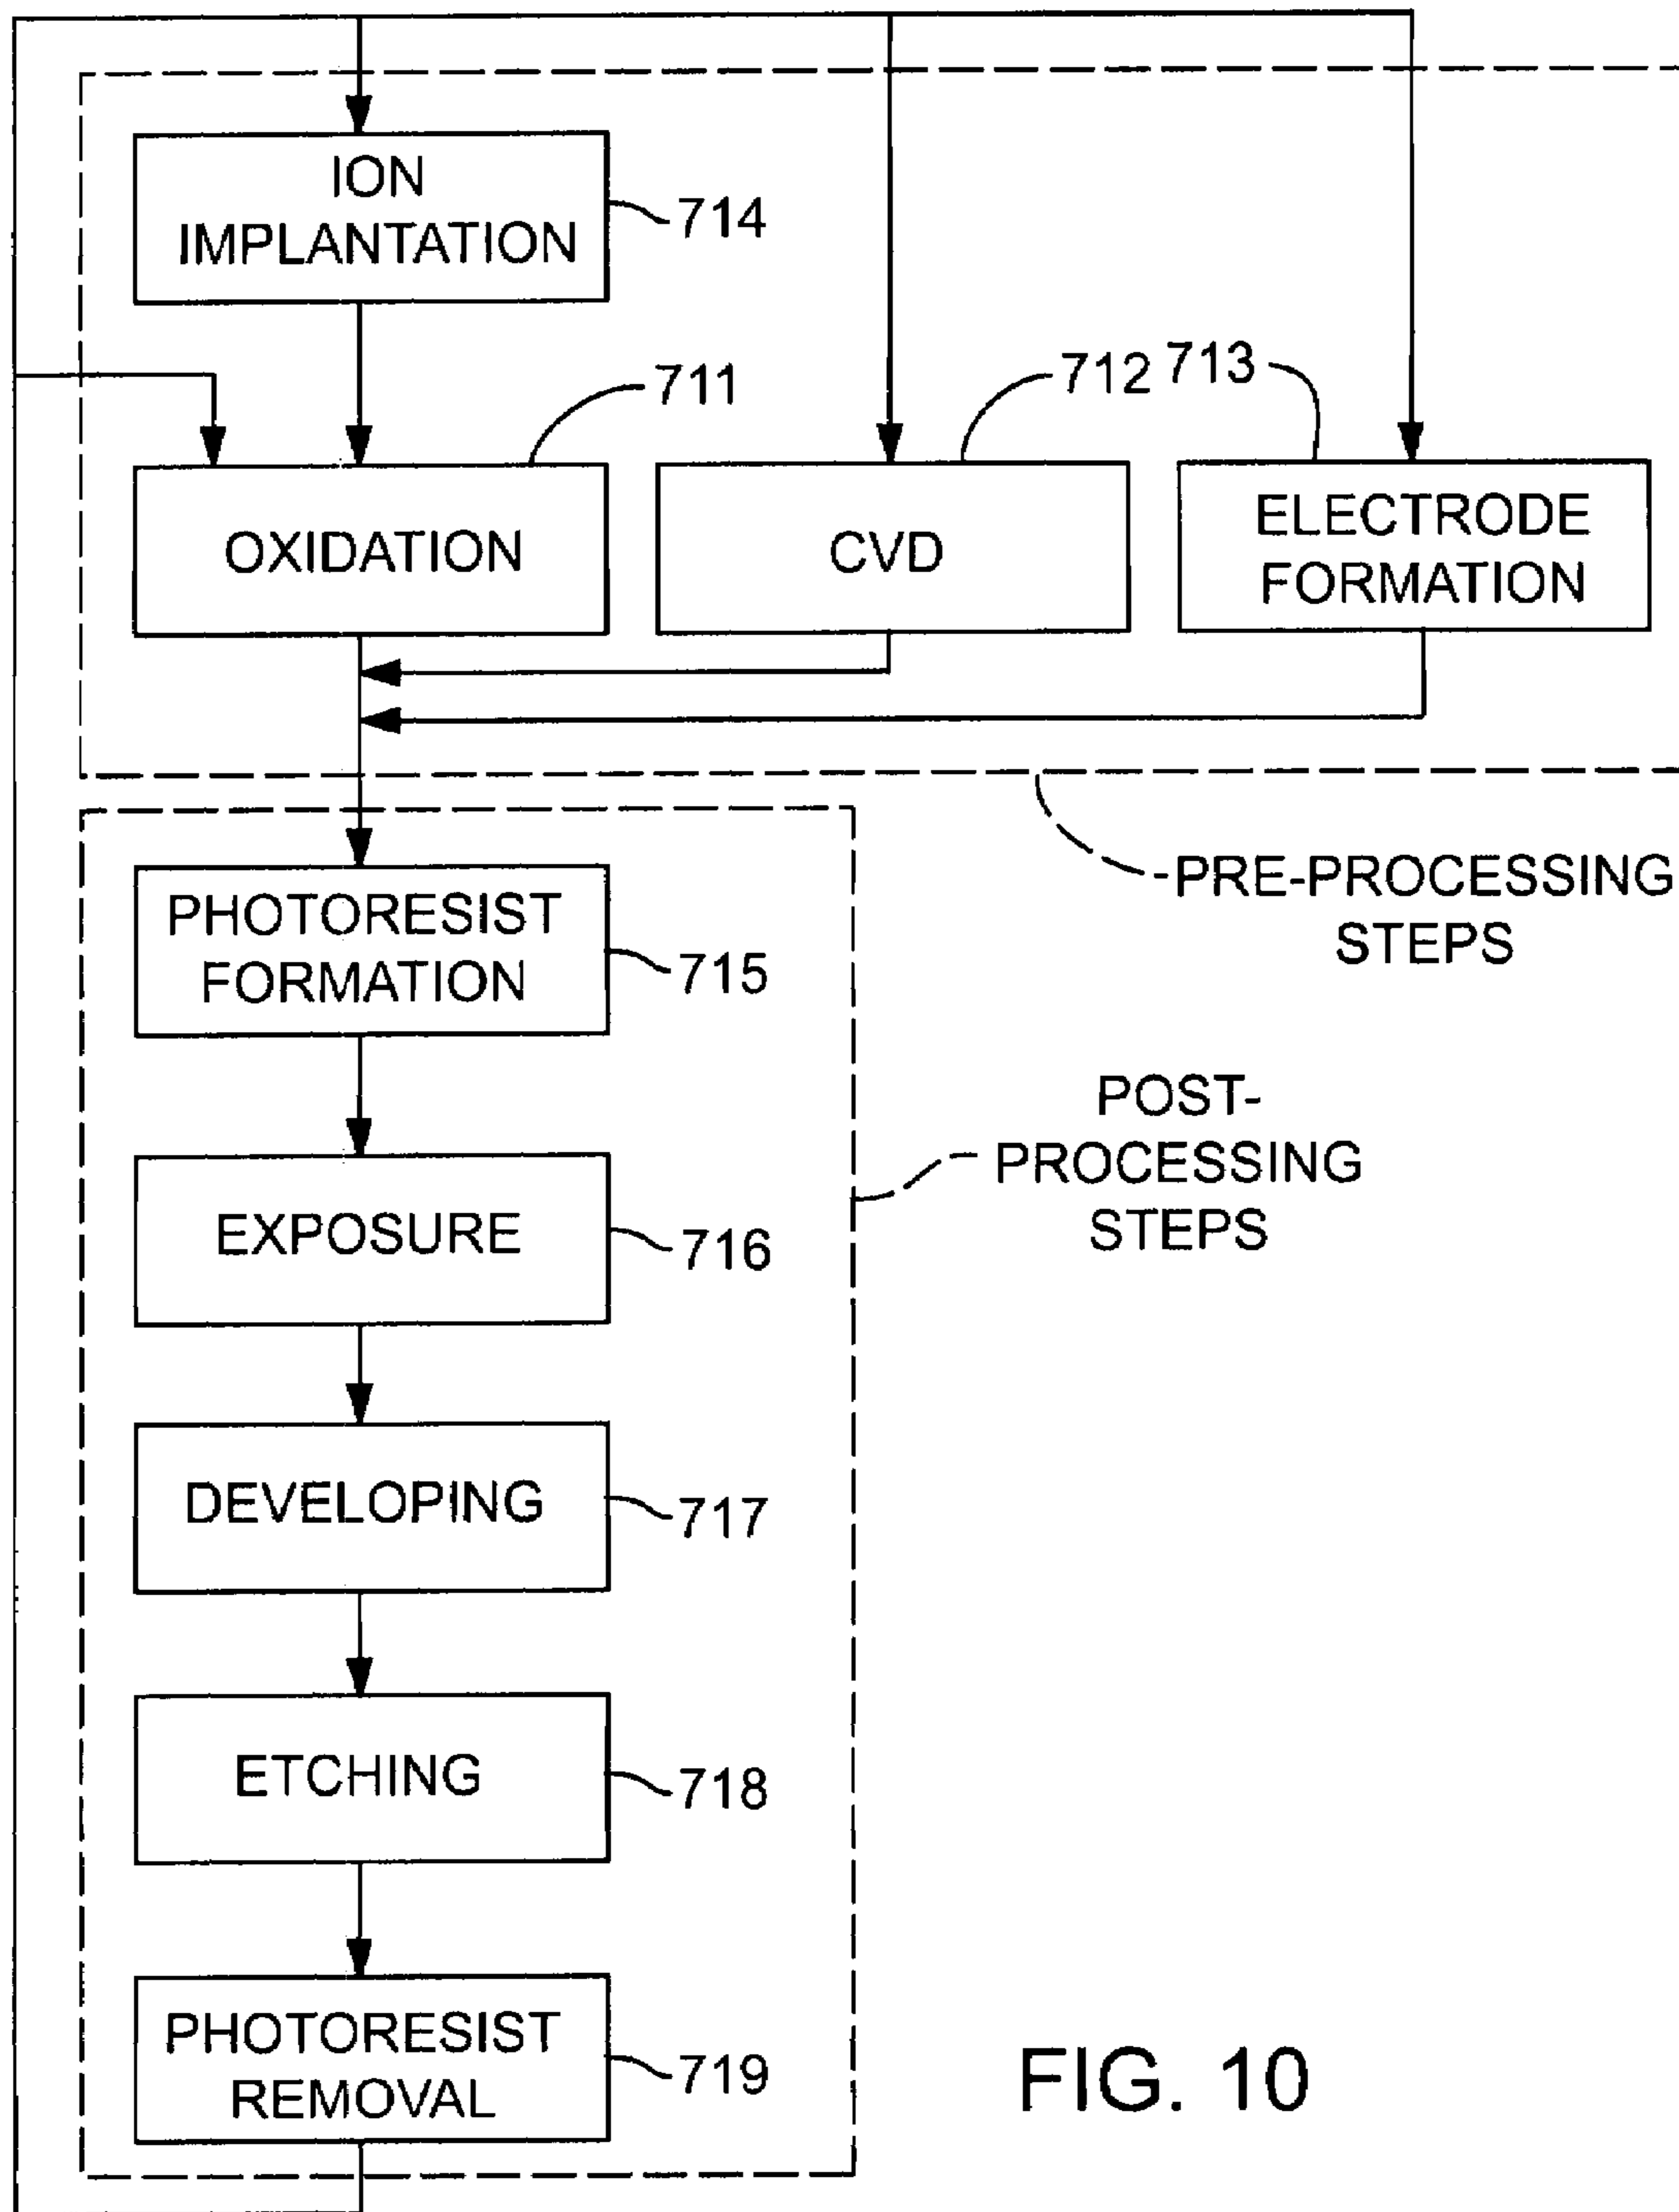 ION
IMPLANTATION
714
711
712
713
OXIDATION
CVD
ELECTRODE
FORMATION
PRE-PROCESSING
STEPS
PHOTORESIST
FORMATION
715
POST-
PROCESSING
STEPS
EXPOSURE
716
DEVELOPING
717
ETCHING
718
PHOTORESIST
REMOVAL
719
FIG. 10